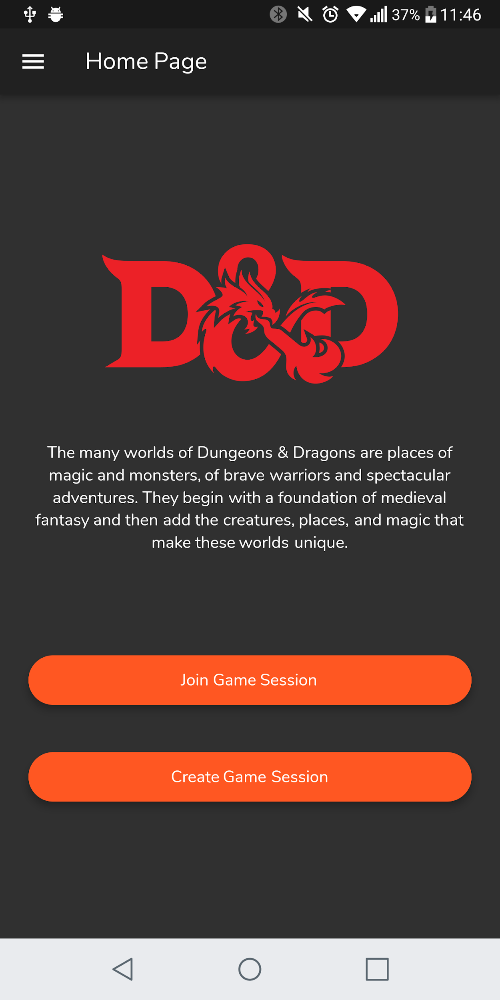 37% 11:46
Home Page
D&D
The many worlds of Dungeons & Dragons are places of
magic and monsters, of brave warriors and spectacular
adventures. They begin with a foundation of medieval
fantasy and then add the creatures, places, and magic that
make these worlds unique.
Join Game Session
Create Game Session